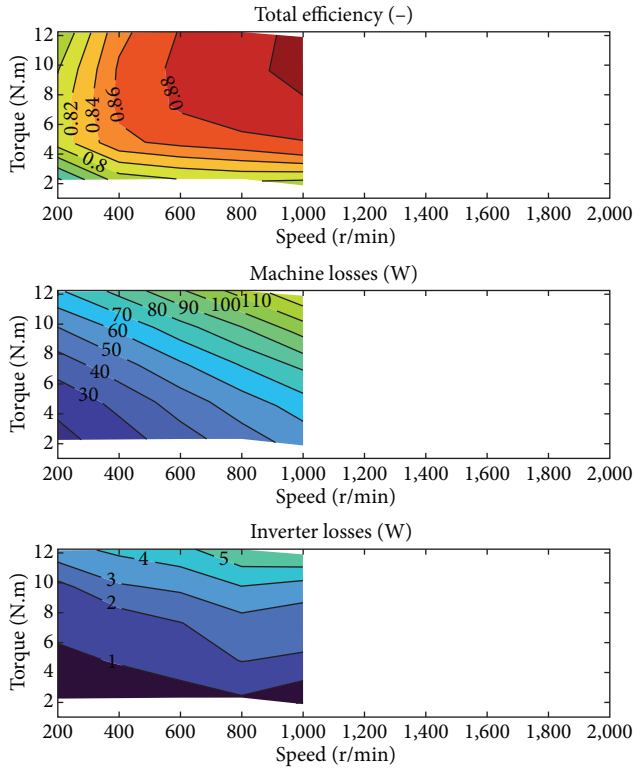 Total efficiency (–)
12
10
8
6
4
2
Torque (N.m)
0.82
0.84
0.86
0.88
0.8
200 400 600 800 1,000 1,200 1,400 1,600 1,800 2,000
Speed (r/min)
Machine losses (W)
12
10
8
6
4
2
Torque (N.m)
70 80 90 100 110
60
50
40
30
200 400 600 800 1,000 1,200 1,400 1,600 1,800 2,000
Speed (r/min)
Inverter losses (W)
12
10
8
6
4
2
Torque (N.m)
4 5
3
2
1
200 400 600 800 1,000 1,200 1,400 1,600 1,800 2,000
Speed (r/min)